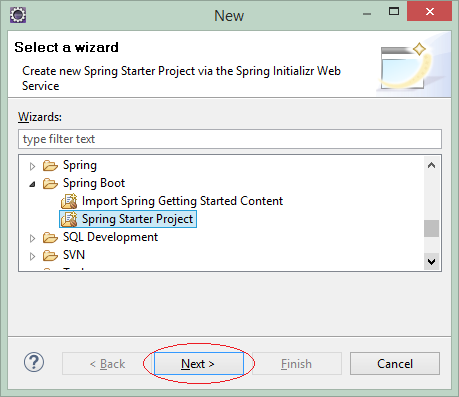 New
Select a wizard
Create new Spring Starter Project via the Spring Initializr Web
Service
Wizards:
type filter text
Spring
Spring Boot
Import Spring Getting Started Content
Spring Starter Project
SQL Development
SVN
? < Back Next > Finish Cancel